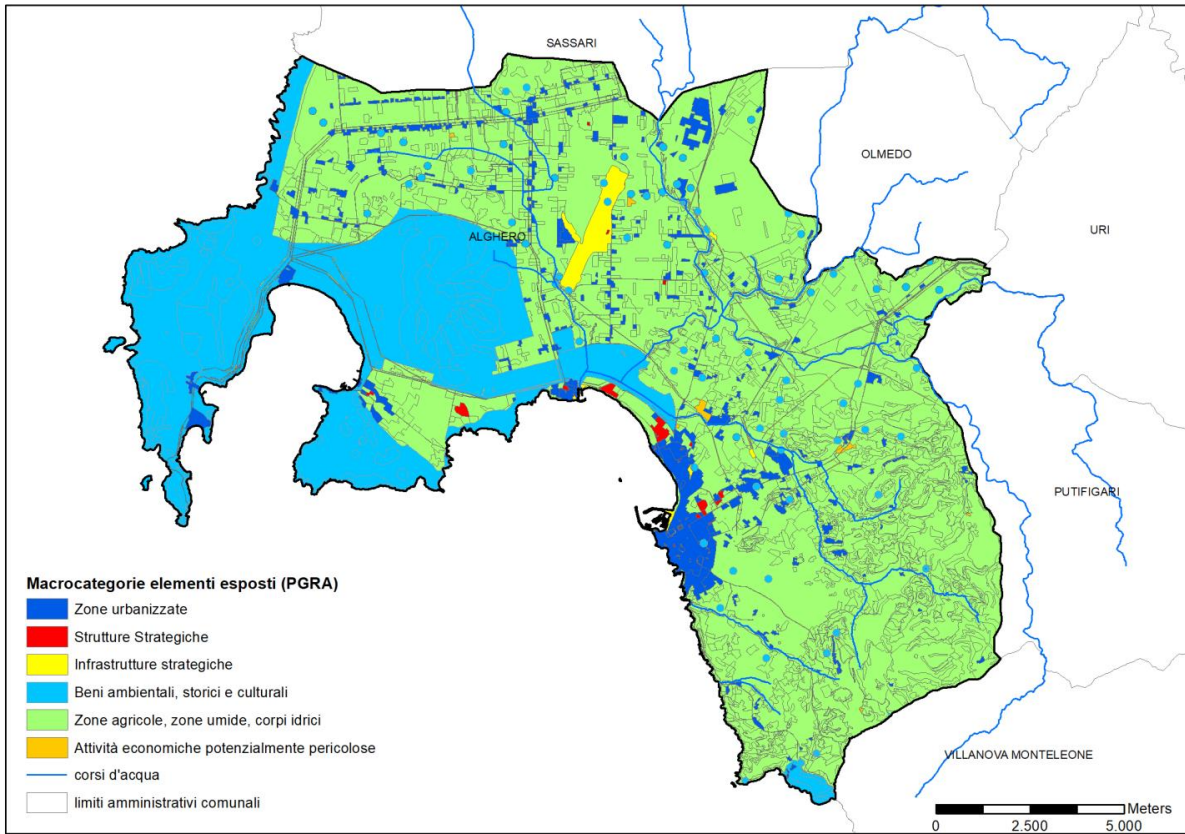 SASSARI
OLMEDO
URI
ALGHERO
PUTIFIGARI
Macrocategorie elementi esposti (PGRA)
Zone urbanizzate
Strutture Strategiche
Infrastrutture strategiche
Beni ambientali, storici e culturali
Zone agricole, zone umide, corpi idrici
Attività economiche potenzialmente pericolose
corsi d'acqua
limiti amministrativi comunali
VILLANOVA MONTELEONE
Meters
0 2.500 5.000